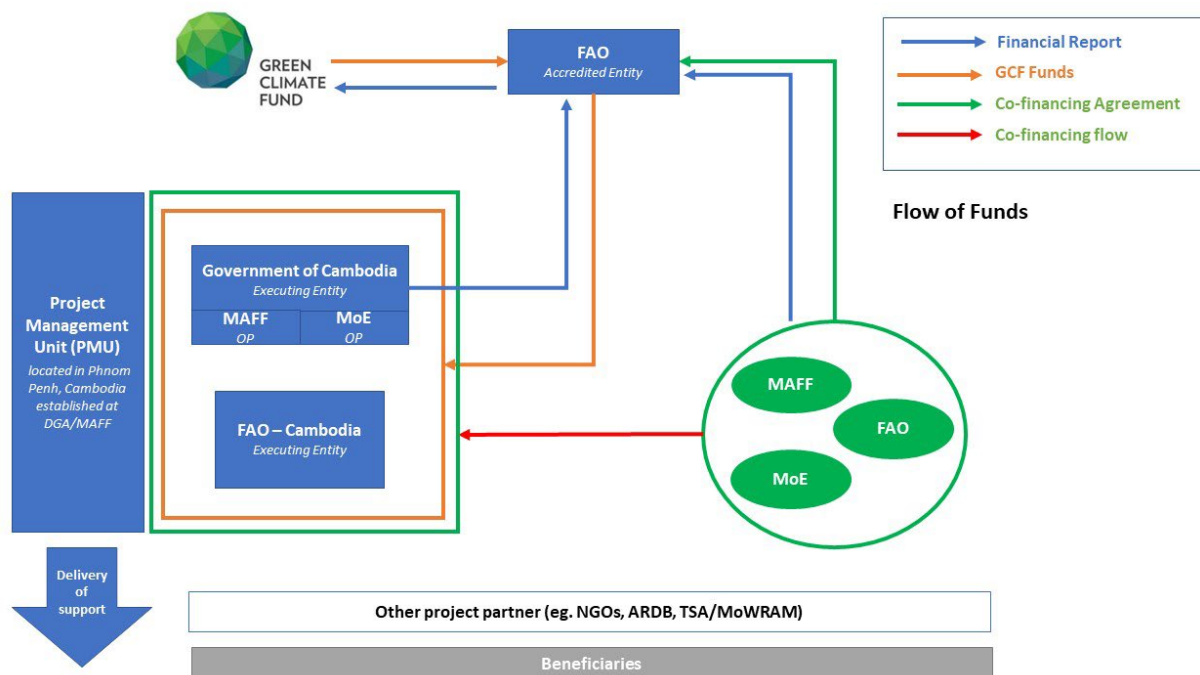 GREEN
CLIMATE
FUND
FAO
Accredited Entity
Financial Report
GCF Funds
Co-financing Agreement
Co-financing flow
Flow of Funds
Project
Management
Unit (PMU)
located in Phnom
Penh, Cambodia
established at
DGA/MAFF
Government of Cambodia
Executing Entity
MAFF
OP
MoE
OP
FAO – Cambodia
Executing Entity
MAFF
FAO
MoE
Delivery
of
support
Other project partner (eg. NGOs, ARDB, TSA/MoWRAM)
Beneficiaries